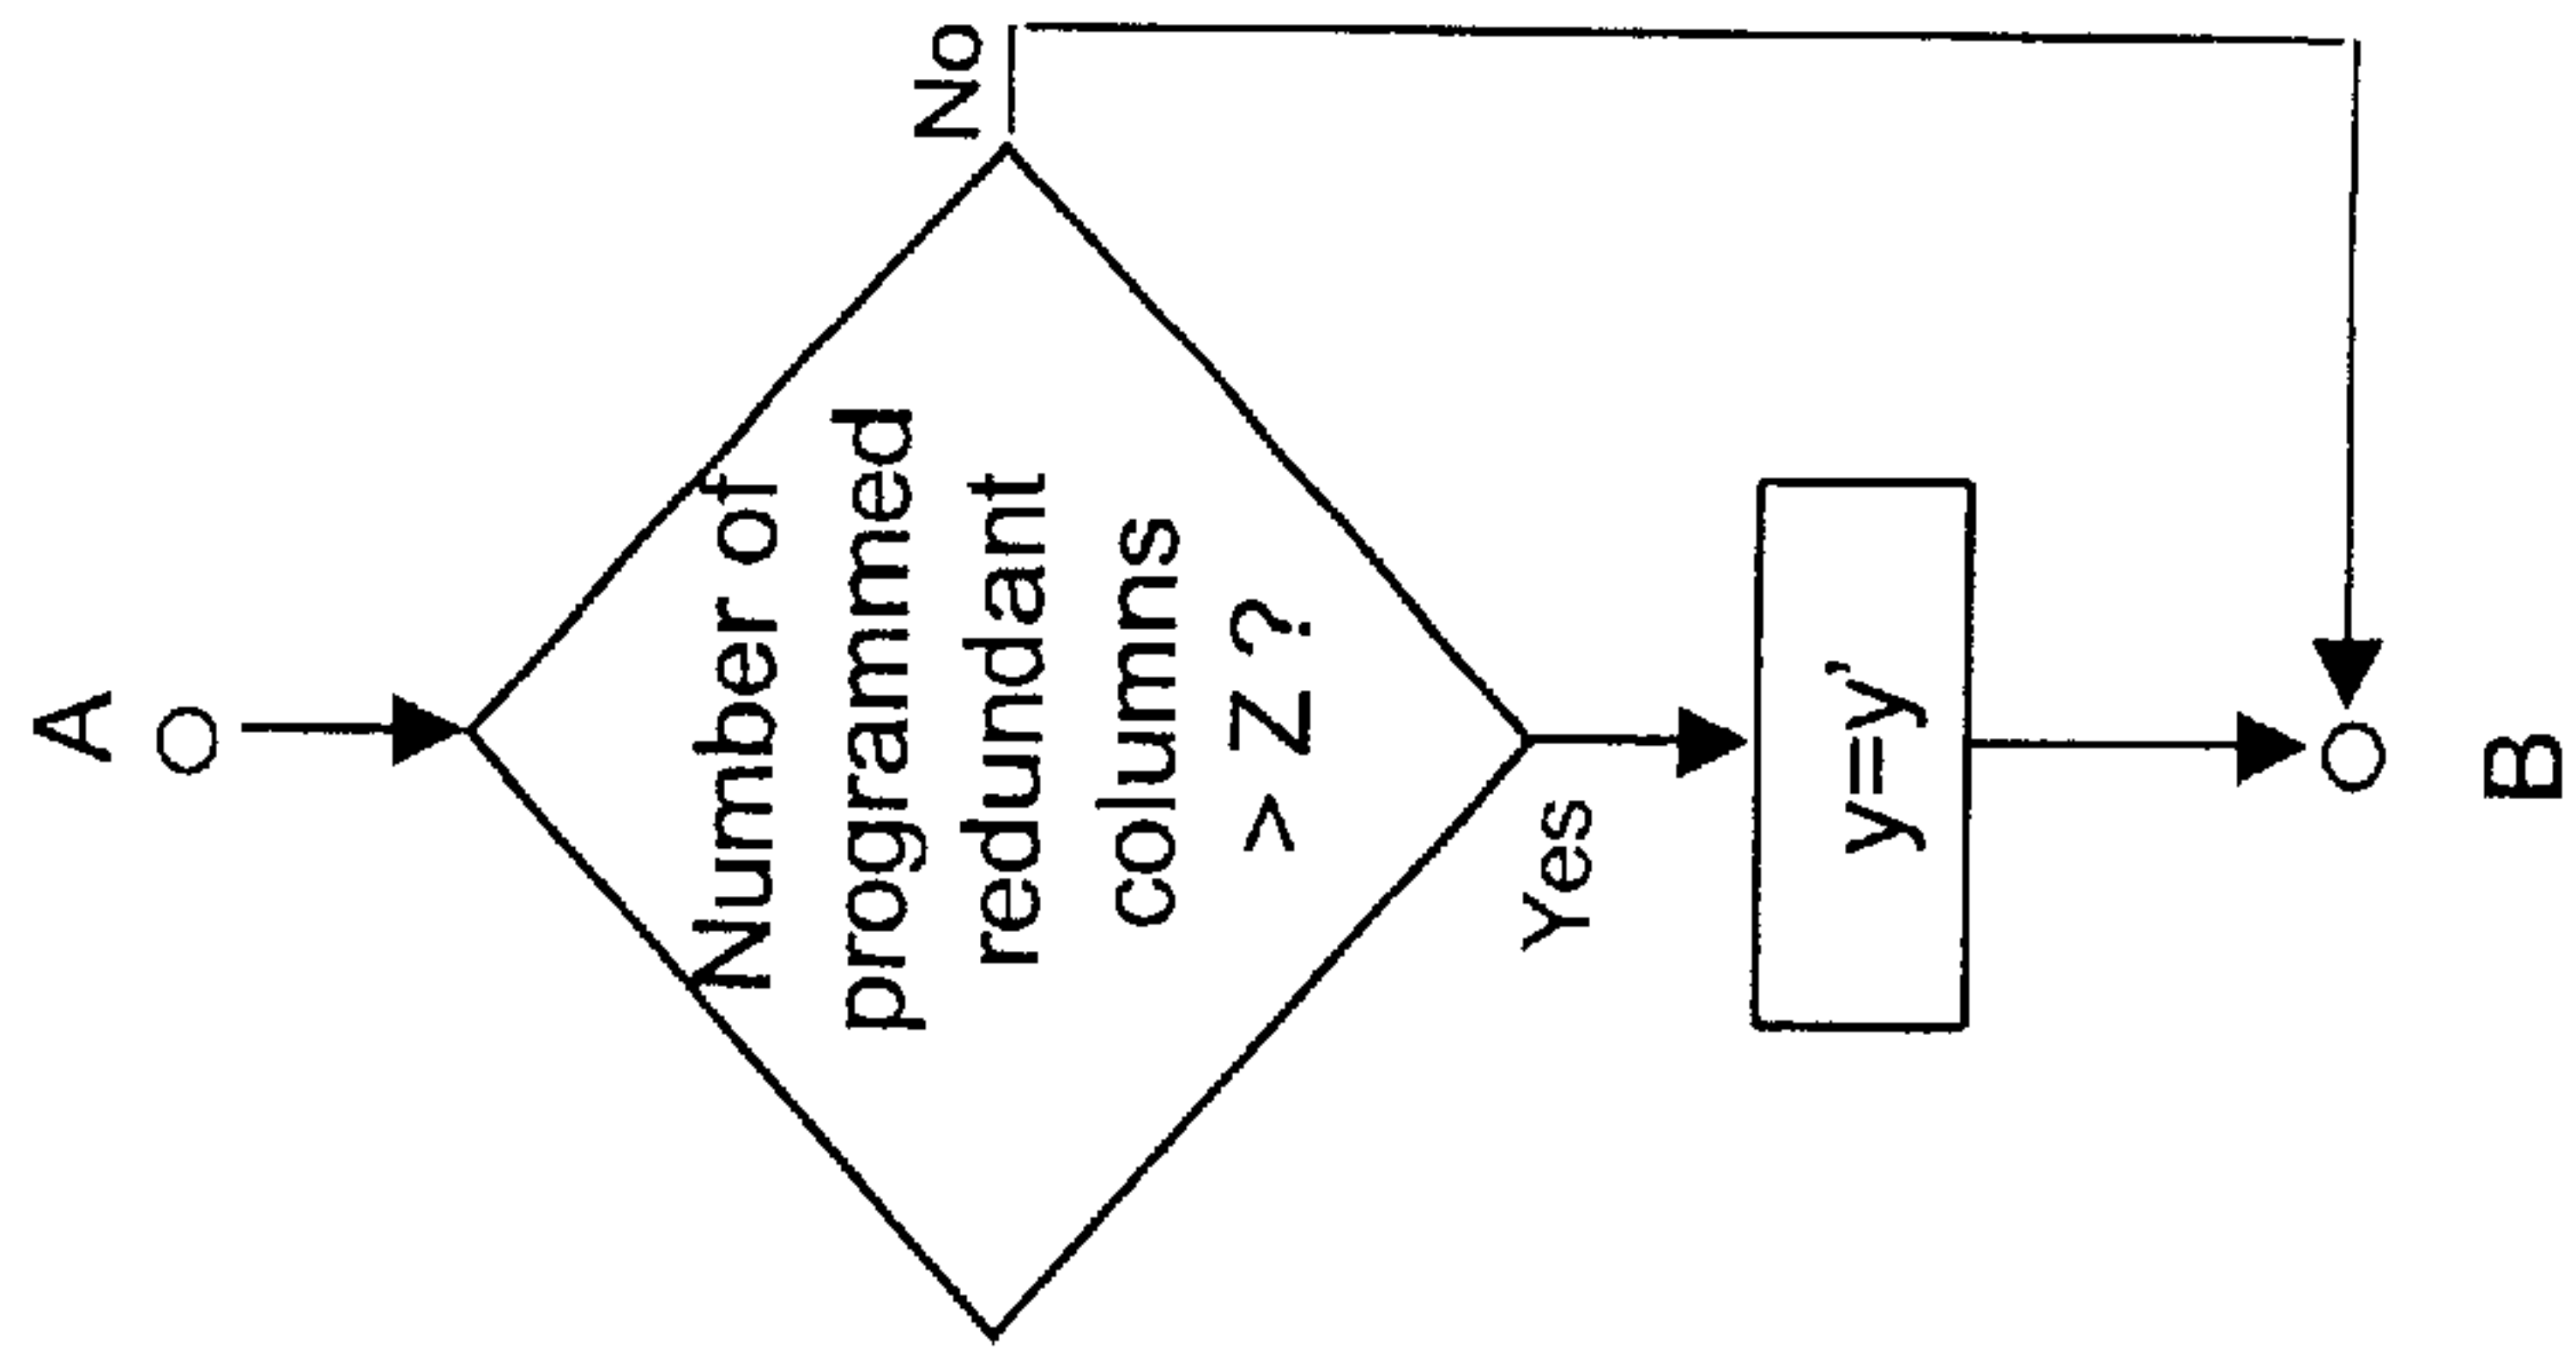 A
No
Number of
programmed
redundant
columns
> Z ?
Yes
y=y'
B